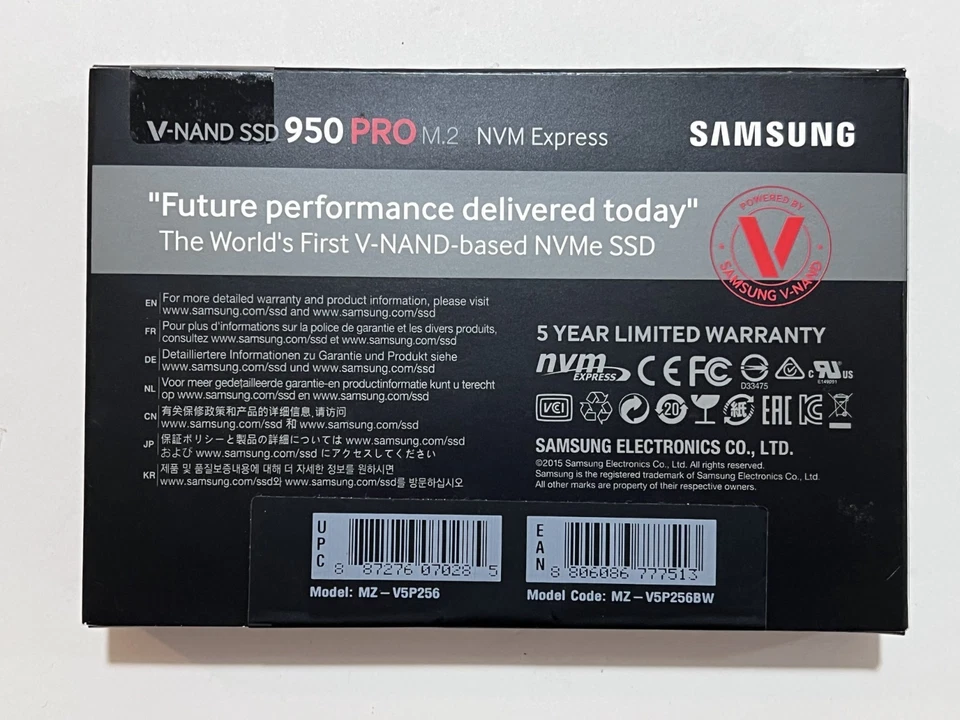 V-NAND SSD 950 PRO M.2 NVM Express
SAMSUNG
"Future performance delivered today"
The World's First V-NAND-based NVMe SSD
POWERED BY
V
SAMSUNG V-NAND
EN For more detailed warranty and product information, please visit
www.samsung.com/ssd and www.samsung.com/ssd
FR Pour plus d'informations sur la police de garantie et les divers produits,
consultez www.samsung.com/ssd et www.samsung.com/ssd
DE Detailliertere Informationen zu Garantie und Produkt siehe
www.samsung.com/ssd und www.samsung.com/ssd
NL Voor meer gedetailleerde garantie-en productinformatie kunt u terecht
op www.samsung.com/ssd en www.samsung.com/ssd
CN 有关保修政策和产品的详细信息,请访问
www.samsung.com/ssd 和 www.samsung.com/ssd
JP 保証ポリシーと製品の詳細については www.samsung.com/ssd
および www.samsung.com/ssd にアクセスしてください
KR 제품 및 품질보증내용에 대해 더 자세한 정보를 원하시면
www.samsung.com/ssd와 www.samsung.com/ssd를 방문하십시오
5 YEAR LIMITED WARRANTY
nvm EXPRESS CE FC D33475 c RU US
E149091
VCI 20 紙 EAC KC
SAMSUNG ELECTRONICS CO., LTD.
©2015 Samsung Electronics Co., Ltd. All rights reserved.
Samsung is the registered trademark of Samsung Electronics Co., Ltd.
All other marks are property of their respective owners.
UPC
8 87276 07028 5
Model: MZ-V5P256
EAN
8 806086 777513
Model Code: MZ-V5P256BW